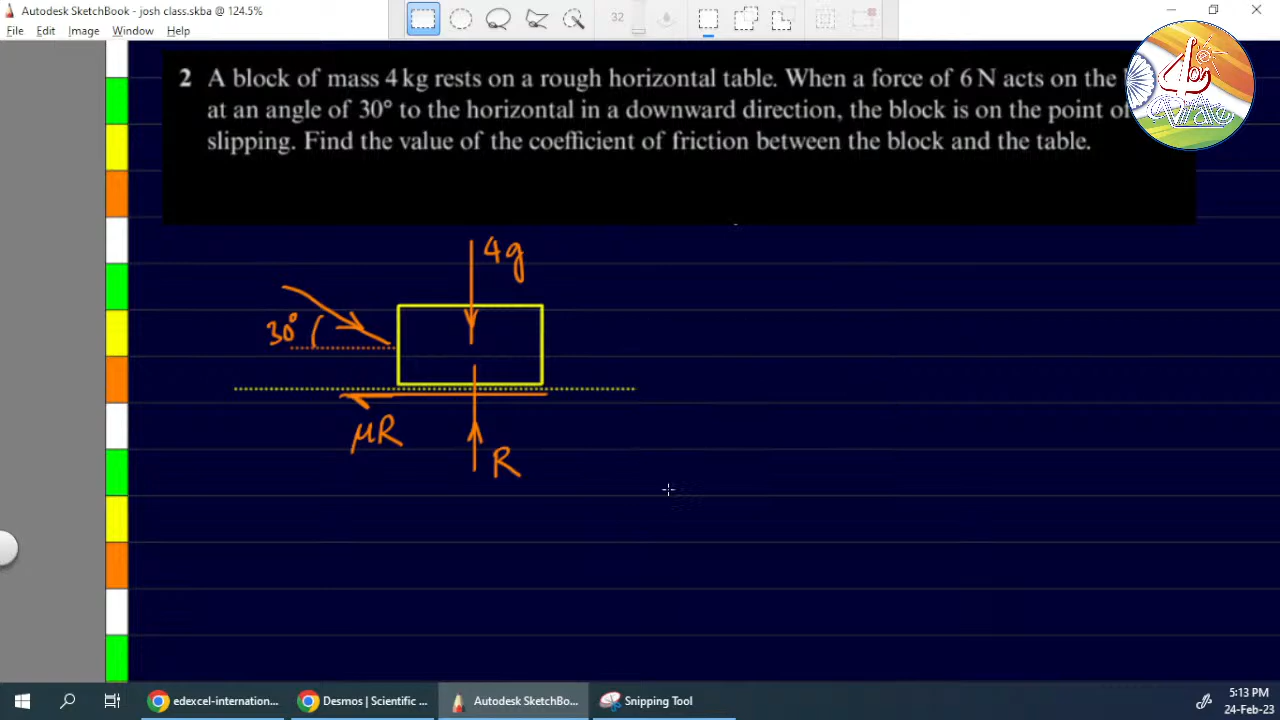 Autodesk SketchBook - josh class.skba @ 124.5%
File Edit Image Window Help
32
2 A block of mass 4 kg rests on a rough horizontal table. When a force of 6 N acts on the
at an angle of 30° to the horizontal in a downward direction, the block is on the point of
slipping. Find the value of the coefficient of friction between the block and the table.
4g
30°
μR
R
edexcel-internation...
Desmos | Scientific ...
Autodesk SketchBo...
Snipping Tool
5:13 PM
24-Feb-23